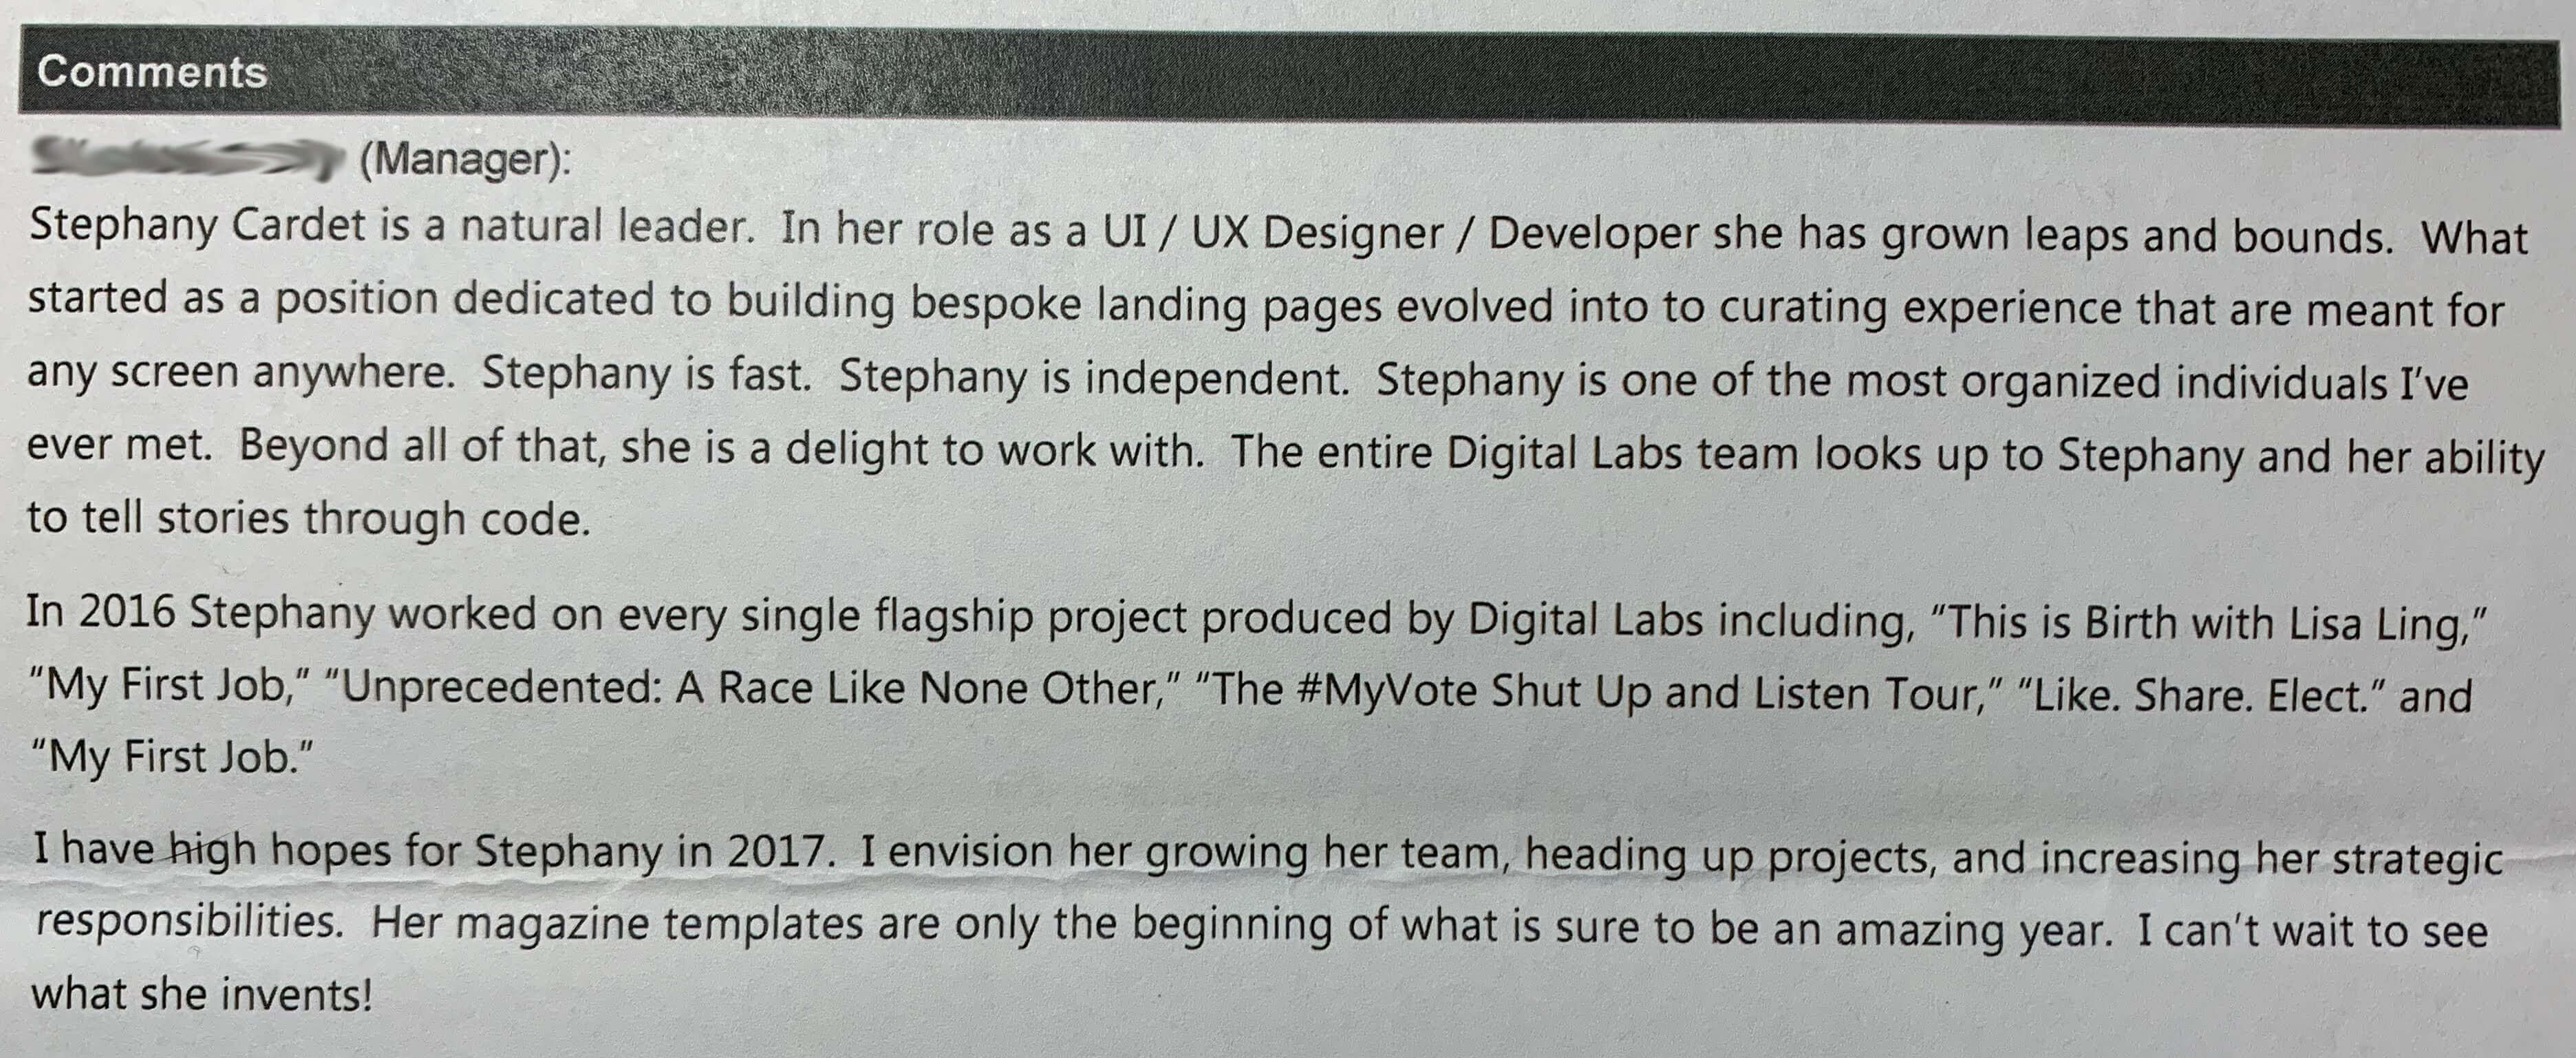 Comments
(Manager):
Stephany Cardet is a natural leader.  In her role as a UI / UX Designer / Developer she has grown leaps and bounds.  What
started as a position dedicated to building bespoke landing pages evolved into to curating experience that are meant for
any screen anywhere.  Stephany is fast.  Stephany is independent.  Stephany is one of the most organized individuals I've
ever met.  Beyond all of that, she is a delight to work with.  The entire Digital Labs team looks up to Stephany and her ability
to tell stories through code.
In 2016 Stephany worked on every single flagship project produced by Digital Labs including, "This is Birth with Lisa Ling,"
"My First Job," "Unprecedented: A Race Like None Other," "The #MyVote Shut Up and Listen Tour," "Like. Share. Elect." and
"My First Job."
I have high hopes for Stephany in 2017.  I envision her growing her team, heading up projects, and increasing her strategic
responsibilities.  Her magazine templates are only the beginning of what is sure to be an amazing year.  I can't wait to see
what she invents!